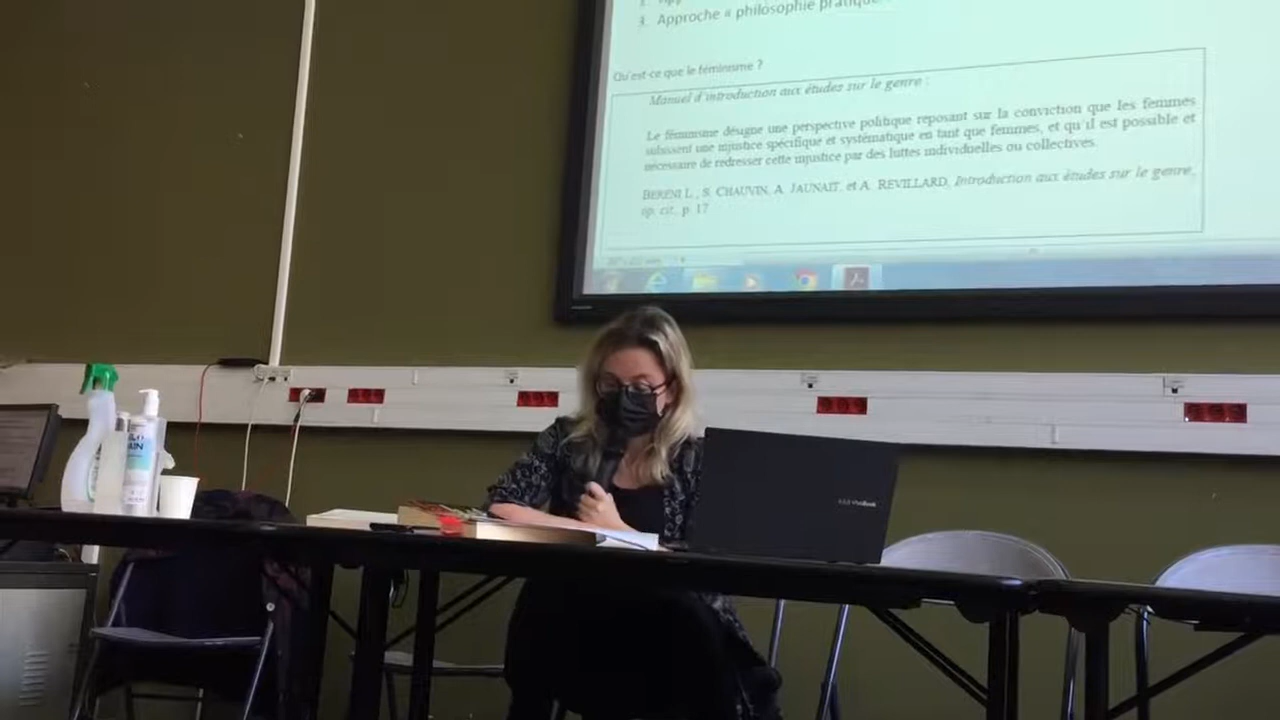 3. Approche « philosophie pratique
Qu'est-ce que le féminisme ?
Manuel d'introduction aux études sur le genre :
Le féminisme désigne une perspective politique reposant sur la conviction que les femmes
subissent une injustice spécifique et systématique en tant que femmes, et qu'il est possible et
nécessaire de redresser cette injustice par des luttes individuelles ou collectives.
BERENI L., S. CHAUVIN, A. JAUNAIT, et A. REVILLARD, Introduction aux études sur le genre,
op. cit., p. 17
VivoBook